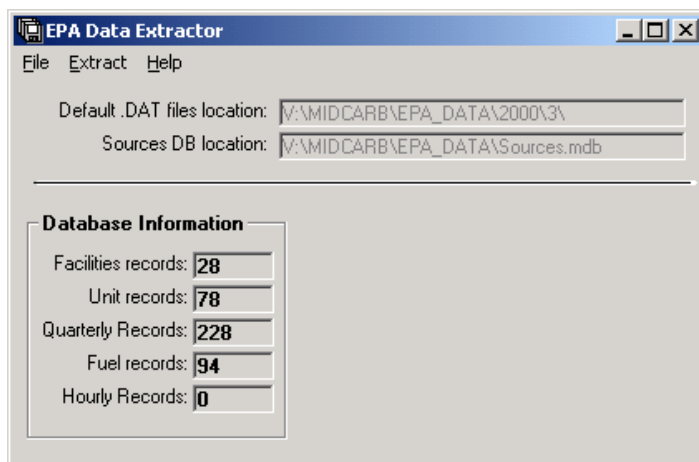 EPA Data Extractor
File Extract Help
Default .DAT files location: V:\MIDCARB\EPA_DATA\2000\3\
Sources DB location: V:\MIDCARB\EPA_DATA\Sources.mdb
Database Information
Facilities records: 28
Unit records: 78
Quarterly Records: 228
Fuel records: 94
Hourly Records: 0